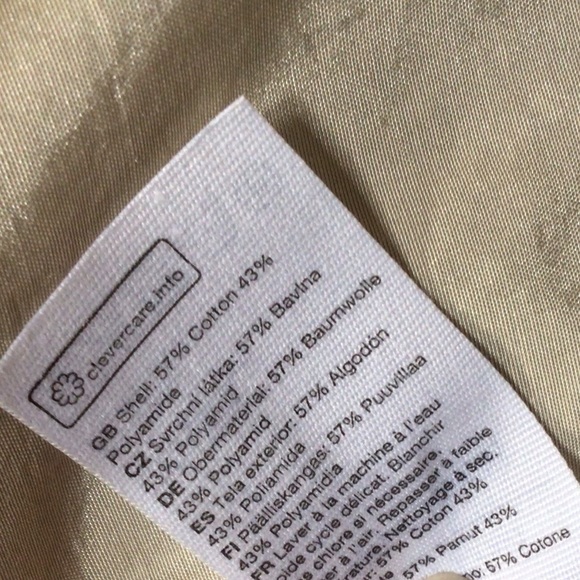 clevercare.info
GB Shell: 57% Cotton 43%
Polyamide
CZ Svrchní látka: 57% Bavlna
43% Polyamid
DE Obermaterial: 57% Baumwolle
43% Polyamid
ES Tela exterior: 57% Algodón
43% Poliamida
FI Päälliskangas: 57% Puuvillaa
43% Polyamidia
FR Laver à la machine à l'eau
cycle délicat. Blanchir
chlore si nécessaire.
l'air. Repasser à faible
Nettoyage à sec.
57% Coton 43%
57% Pamut 43%
57% Cotone